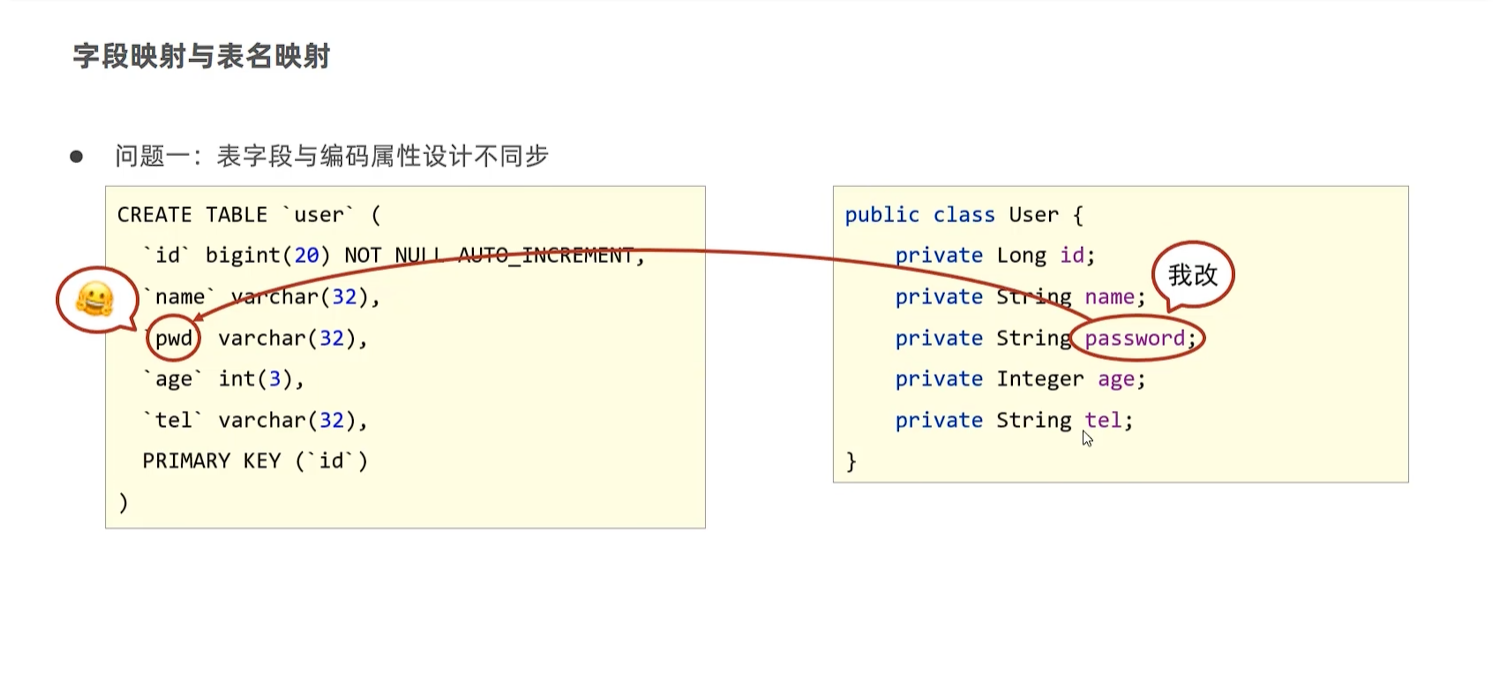 字段映射与表名映射
● 问题一：表字段与编码属性设计不同步
CREATE TABLE `user` (
`id` bigint(20) NOT NULL AUTO_INCREMENT,
`name` varchar(32),
`pwd varchar(32),
`age` int(3),
`tel` varchar(32),
PRIMARY KEY (`id`)
)
public class User {
private Long id;
private String name;
private String password;
private Integer age;
private String tel;
}
我改